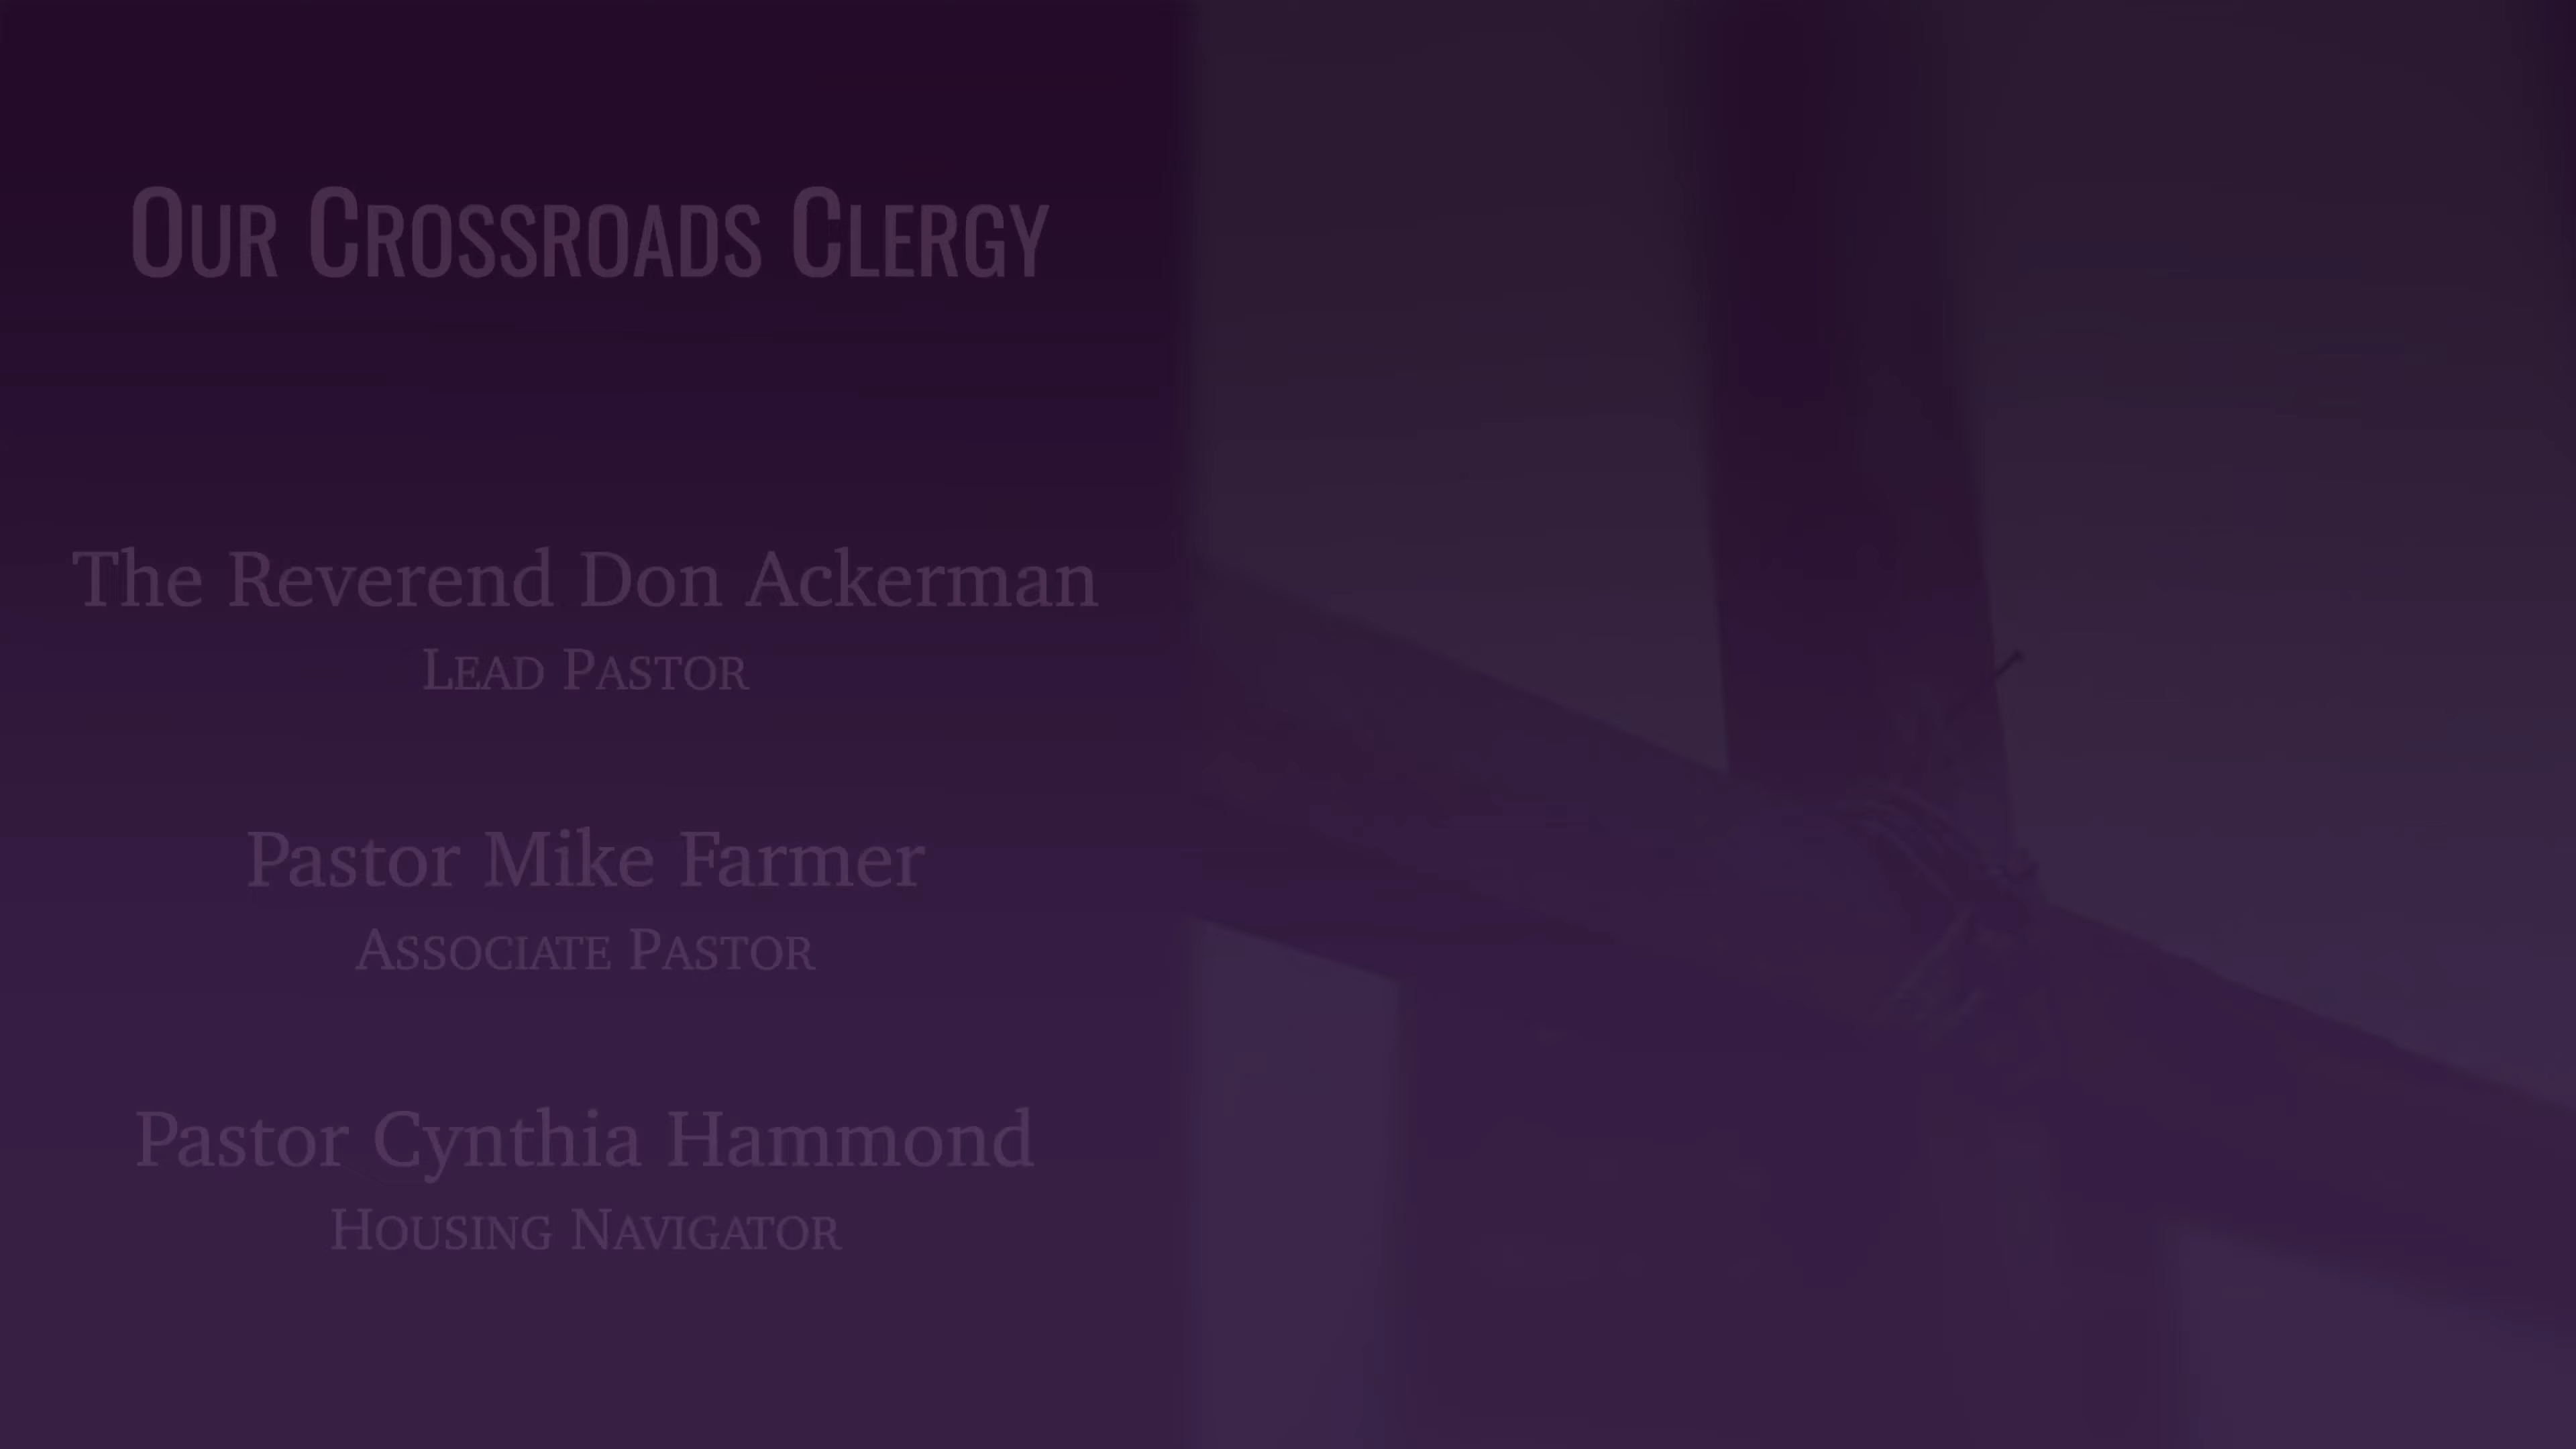 Our Crossroads Clergy
The Reverend Don Ackerman
Lead Pastor
Pastor Mike Farmer
Associate Pastor
Pastor Cynthia Hammond
Housing Navigator